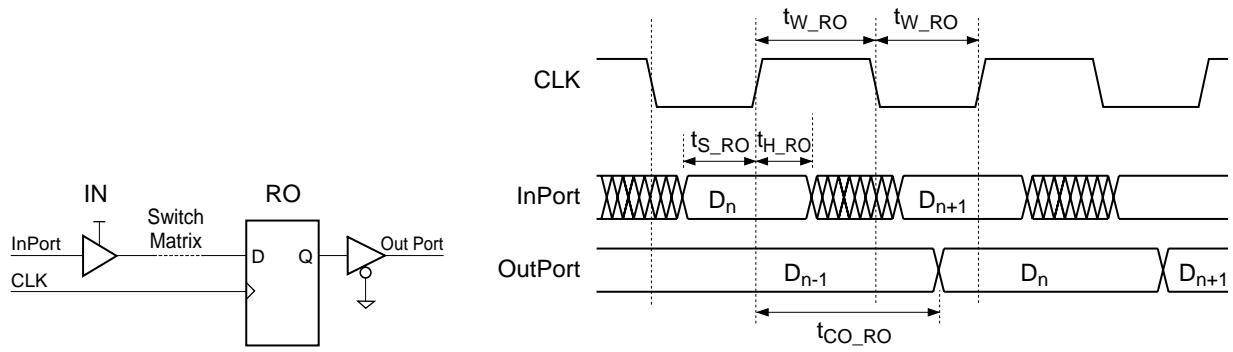 IN
RO
Switch
Matrix
InPort
D
Q
Out Port
CLK
t_W_RO
t_W_RO
CLK
t_S_RO
t_H_RO
InPort
D_n
D_n+1
OutPort
D_n-1
D_n
D_n+1
t_CO_RO